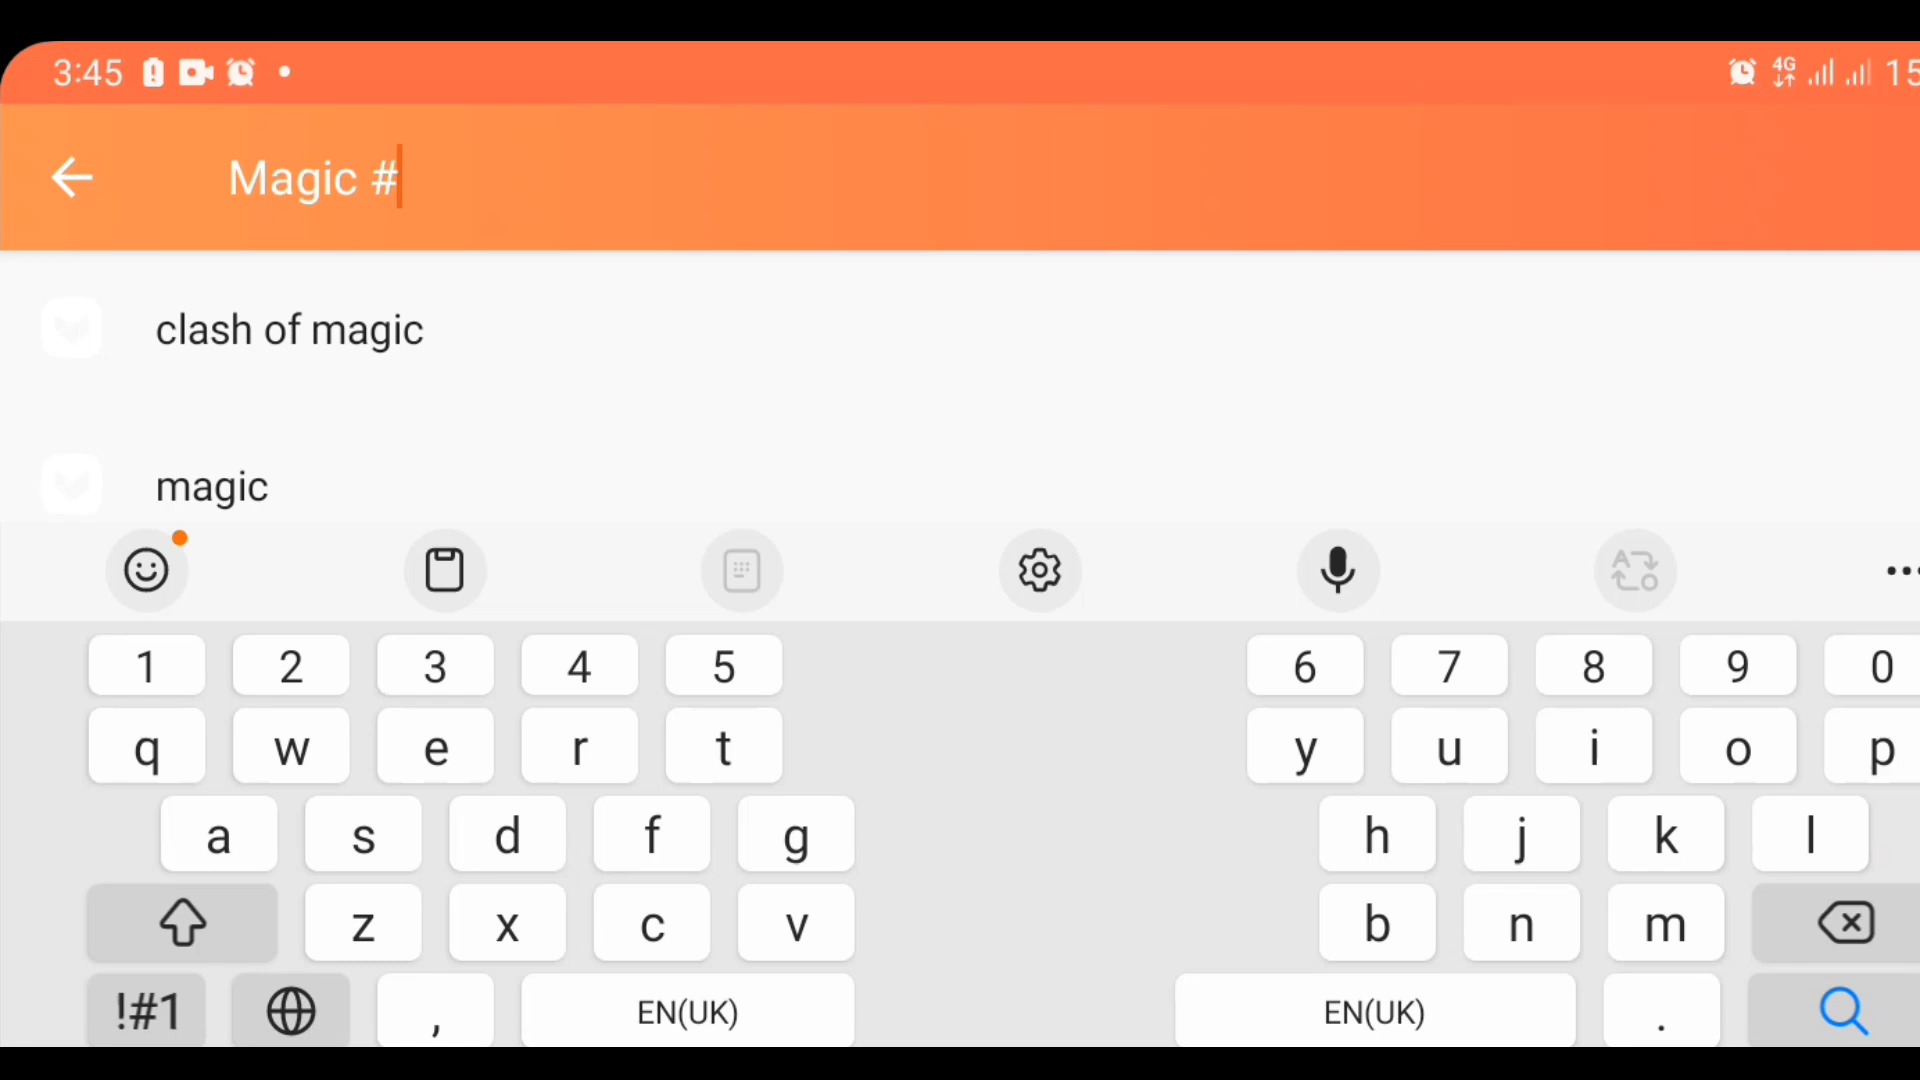 3:45
4G 15
Magic #
clash of magic
magic
1 2 3 4 5 6 7 8 9 0
q w e r t y u i o p
a s d f g h j k l
z x c v b n m
!#1 , EN(UK) EN(UK) .